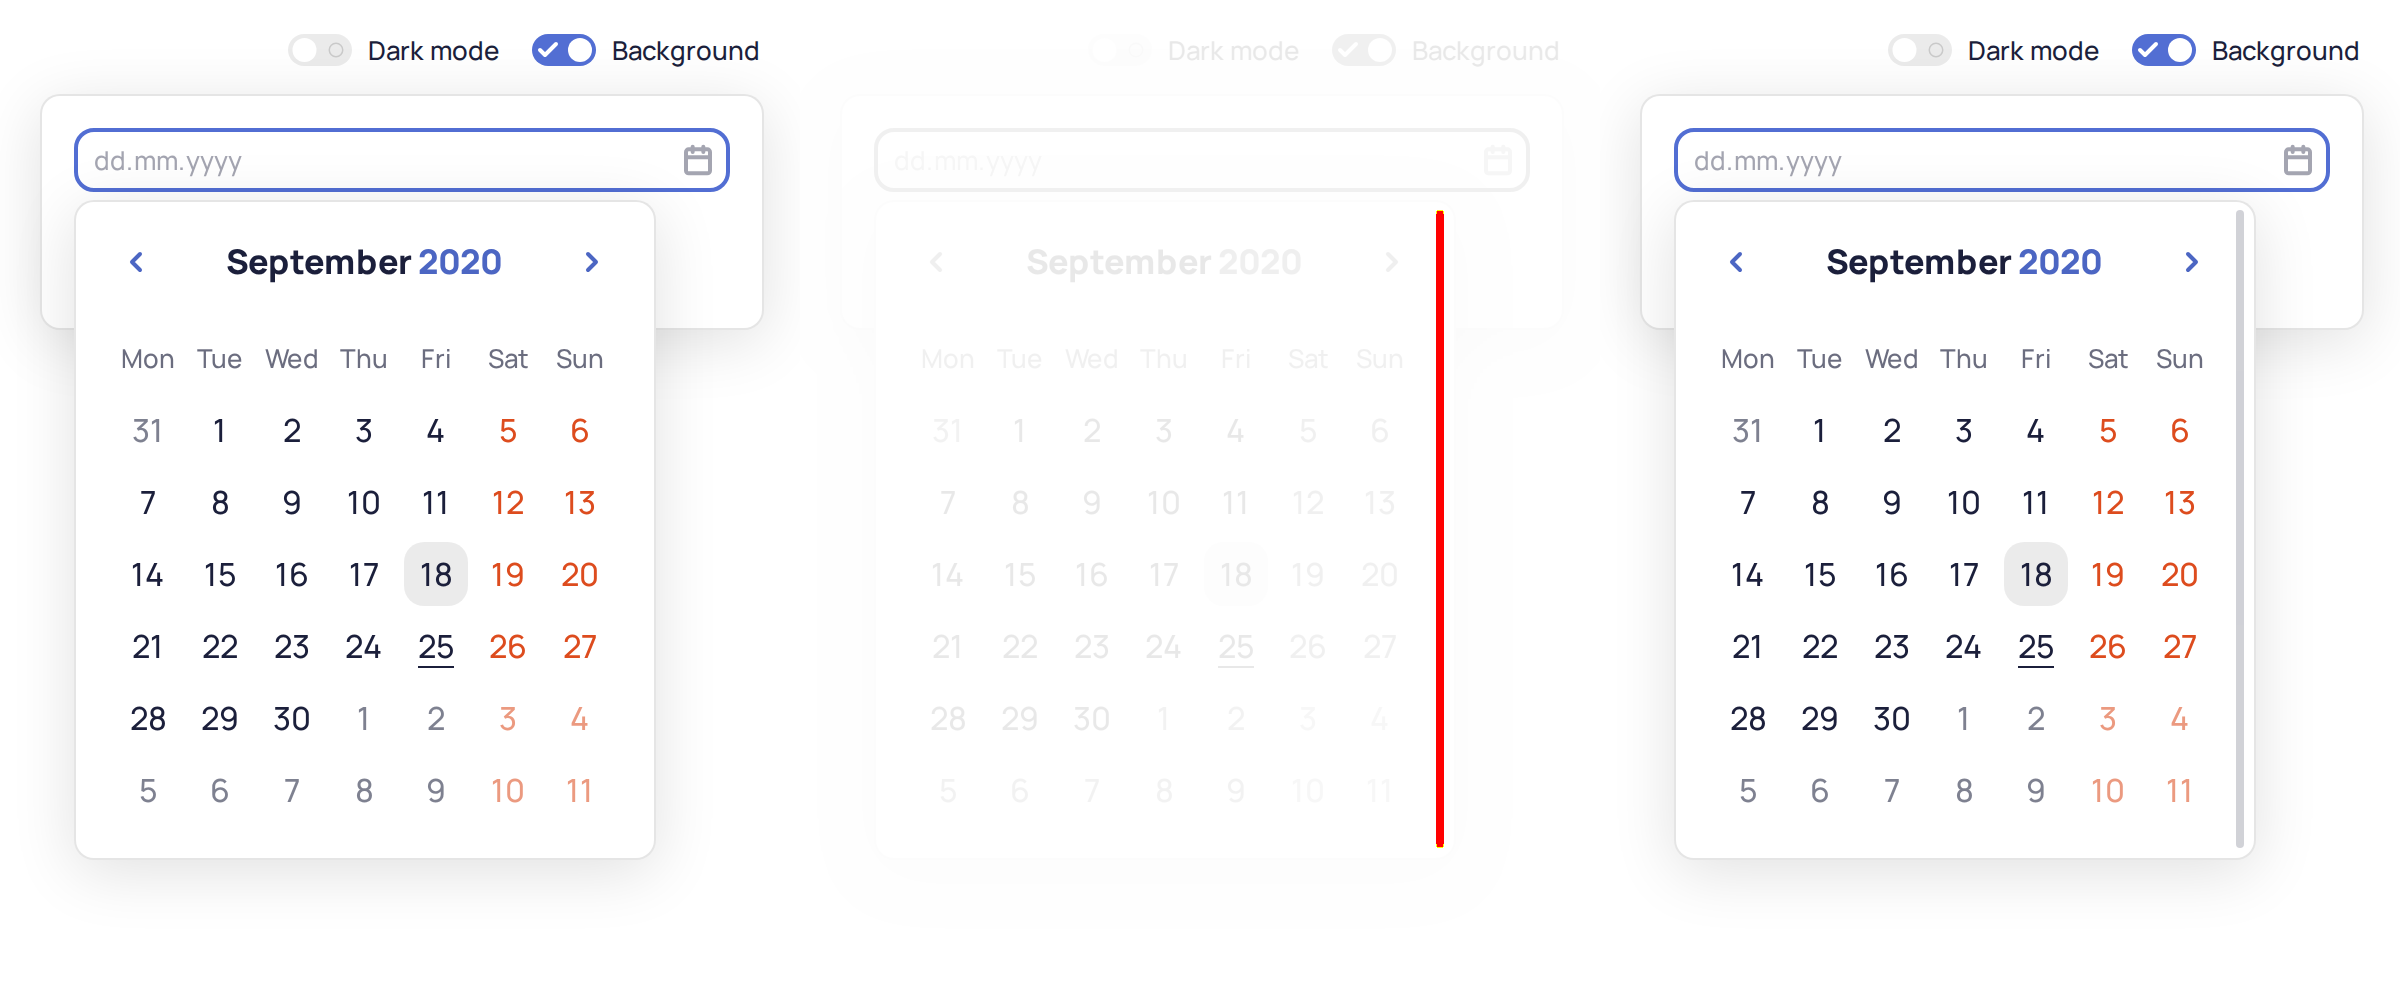 Dark mode Background
dd.mm.yyyy
September 2020
Mon Tue Wed Thu Fri Sat Sun
31 1 2 3 4 5 6
7 8 9 10 11 12 13
14 15 16 17 18 19 20
21 22 23 24 25 26 27
28 29 30 1 2 3 4
5 6 7 8 9 10 11
Dark mode Background
dd.mm.yyyy
September 2020
Mon Tue Wed Thu Fri Sat Sun
31 1 2 3 4 5 6
7 8 9 10 11 12 13
14 15 16 17 18 19 20
21 22 23 24 25 26 27
28 29 30 1 2 3 4
5 6 7 8 9 10 11
Dark mode Background
dd.mm.yyyy
September 2020
Mon Tue Wed Thu Fri Sat Sun
31 1 2 3 4 5 6
7 8 9 10 11 12 13
14 15 16 17 18 19 20
21 22 23 24 25 26 27
28 29 30 1 2 3 4
5 6 7 8 9 10 11